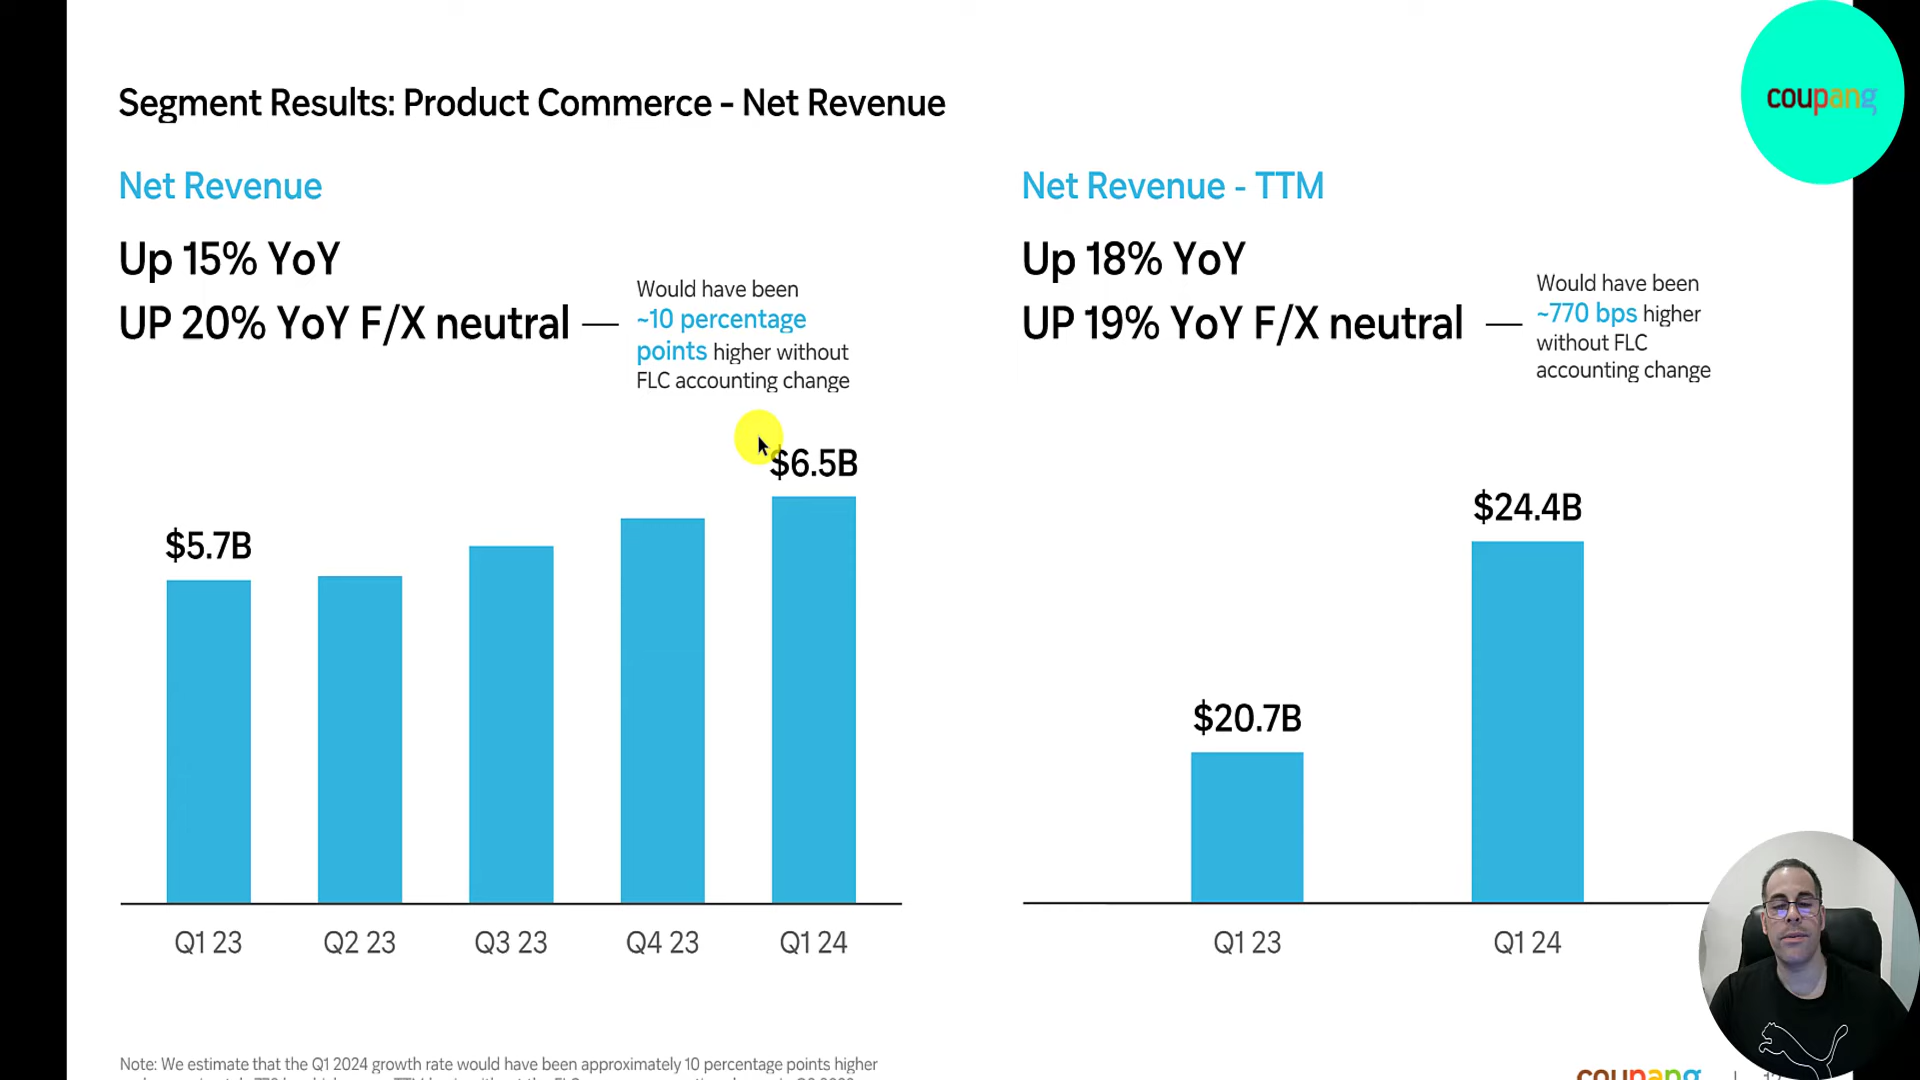 Segment Results: Product Commerce – Net Revenue
coupang
Net Revenue
Up 15% YoY
UP 20% YoY F/X neutral
Would have been
~10 percentage
points higher without
FLC accounting change
$5.7B
$6.5B
Q1 23
Q2 23
Q3 23
Q4 23
Q1 24
Net Revenue - TTM
Up 18% YoY
UP 19% YoY F/X neutral
Would have been
~770 bps higher
without FLC
accounting change
$20.7B
$24.4B
Q1 23
Q1 24
Note: We estimate that the Q1 2024 growth rate would have been approximately 10 percentage points higher
coupang